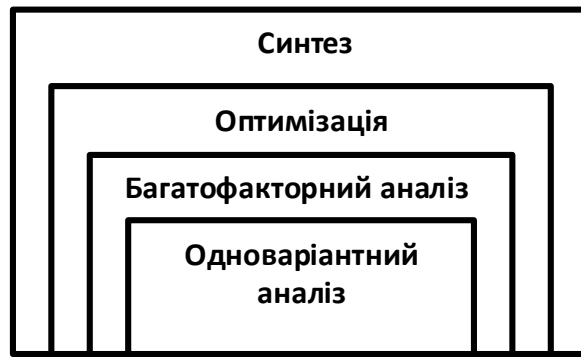 Синтез
Оптимізація
Багатофакторний аналіз
Одноваріантний
аналіз